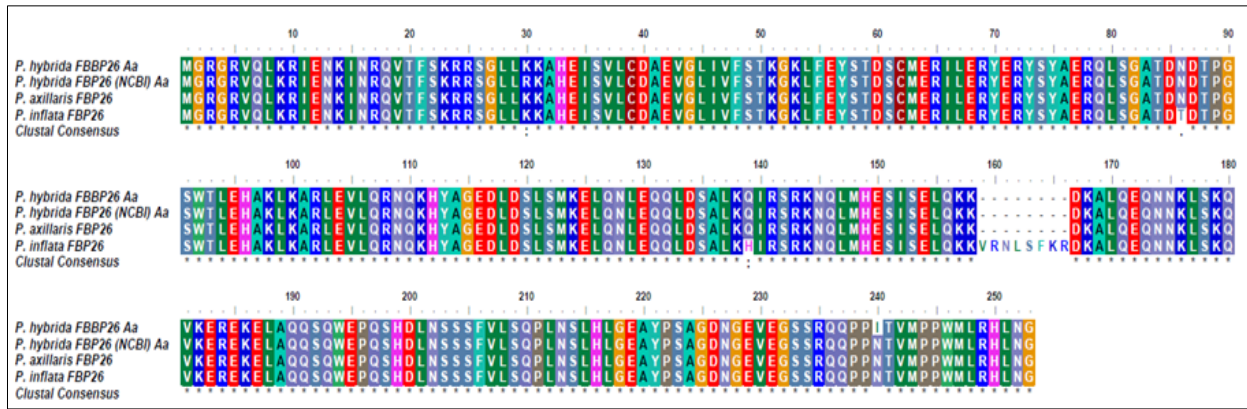 10 20 30 40 50 60 70 80 90
P. hybrida FBBP26 Aa MGRGRVQLKRIENKINRQVTFSKRRSGLLKKAHEISVLCDAEVGLIVFSTKGKLFEYSTDSCMERILERYERYSYAERQLSGATDNDTPG
P. hybrida FBP26 (NCBI) Aa MGRGRVQLKRIENKINRQVTFSKRRSGLLRKAHEISVLCDAEVGLIVFSTKGKLFEYSTDSCMERILERYERYSYAERQLSGATDNDTPG
P. axillaris FBP26 MGRGRVQLKRIENKINRQVTFSKRRSGLLKKAHEISVLCDAEVGLIVFSTKGKLFEYSTDSCMERILERYERYSYAERQLSGATDNDTPG
P. inflata FBP26 MGRGRVQLKRIENKINRQVTFSKRRSGLLKKAHEISVLCDAEVGLIVFSTKGKLFEYSTDSCMERILERYERYSYAERQLSGATDTDTPG
Clustal Consensus *****************************:*******************************************************.****
100 110 120 130 140 150 160 170 180
P. hybrida FBBP26 Aa SWTLEHAKLKARLEVLQRNQKHYAGEDLDSLSMKELQNLEQQLDSALKQIRSRKNQLMHESISELQKK--------DKALQEQNNKLSKQ
P. hybrida FBP26 (NCBI) Aa SWTLEHAKLKARLEVLQRNQKHYAGEDLDSLSMKELQNLEQQLDSALKQIRSRKNQLMHESISELQKK--------DKALQEQNNKLSKQ
P. axillaris FBP26 SWTLEHAKLKARLEVLQRNQKHYAGEDLDSLSMKELQNLEQQLDSALKQIRSRKNQLMHESISELQKK--------DKALQEQNNKLSKQ
P. inflata FBP26 SWTLEHAKLKARLEVLQRNQKHYAGEDLDSLSMKELQNLEQQLDSALKHIRSRKNQLMHESISELQKKVRNLSFKRDKALQEQNNKLSKQ
Clustal Consensus ************************************************:******************* **************
190 200 210 220 230 240 250
P. hybrida FBBP26 Aa VKEREKELAQQSQWEPQSHDLNSSSFVLSQPLNSLHLGEAYPSAGDNGEVEGSSRQQPPITVMPPWMLRHLNG
P. hybrida FBP26 (NCBI) Aa VKEREKELAQQSQWEPQSHDLNSSSFVLSQPLNSLHLGEAYPSAGDNGEVEGSSRQQPPNTVMPPWMLRHLNG
P. axillaris FBP26 VKEREKELAQQSQWEPQSHDLNSSSFVLSQPLNSLHLGEAYPSAGDNGEVEGSSRQQPPNTVMPPWMLRHLNG
P. inflata FBP26 VKEREKELAQQSQWEPQSHDLNSSSFVLSQPLNSLHLGEAYPSAGDNGEVEGSSRQQPPNTVMPPWMLRHLNG
Clustal Consensus *********************************************************** *************